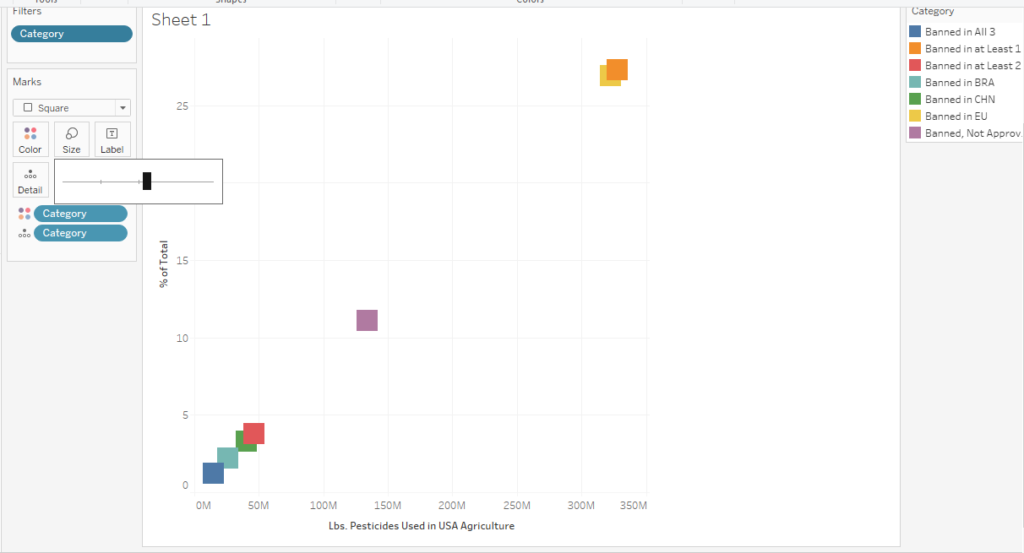 Tools
Shapes
Colors
Filters
Category
Marks
Square
Color
Size
Label
Detail
Category
Category
Sheet 1
% of Total
25
15
10
5
0
0M 50M 100M 150M 200M 250M 300M 350M
Lbs. Pesticides Used in USA Agriculture
Category
Banned in All 3
Banned in at Least 1
Banned in at Least 2
Banned in BRA
Banned in CHN
Banned in EU
Banned, Not Approv..